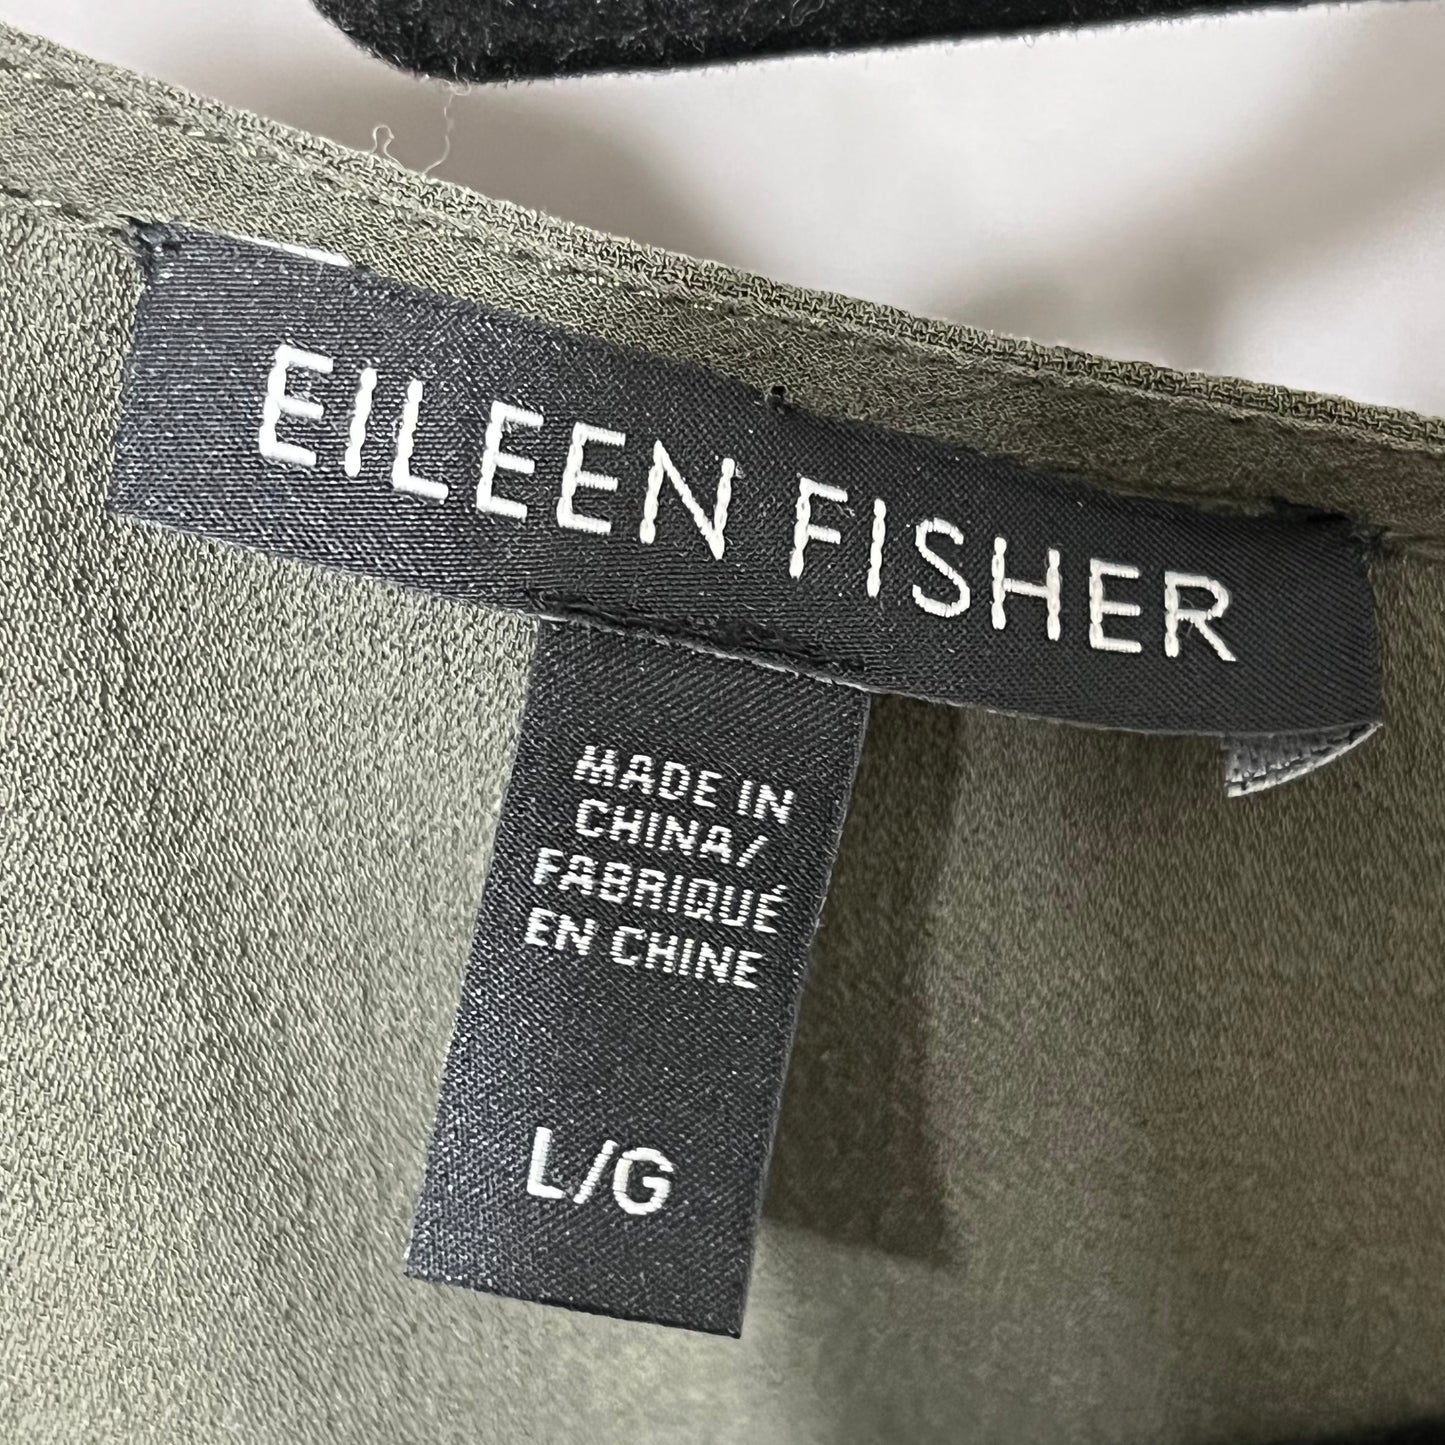 EILEEN FISHER
MADE IN
CHINA/
FABRIQUÉ
EN CHINE
L/G